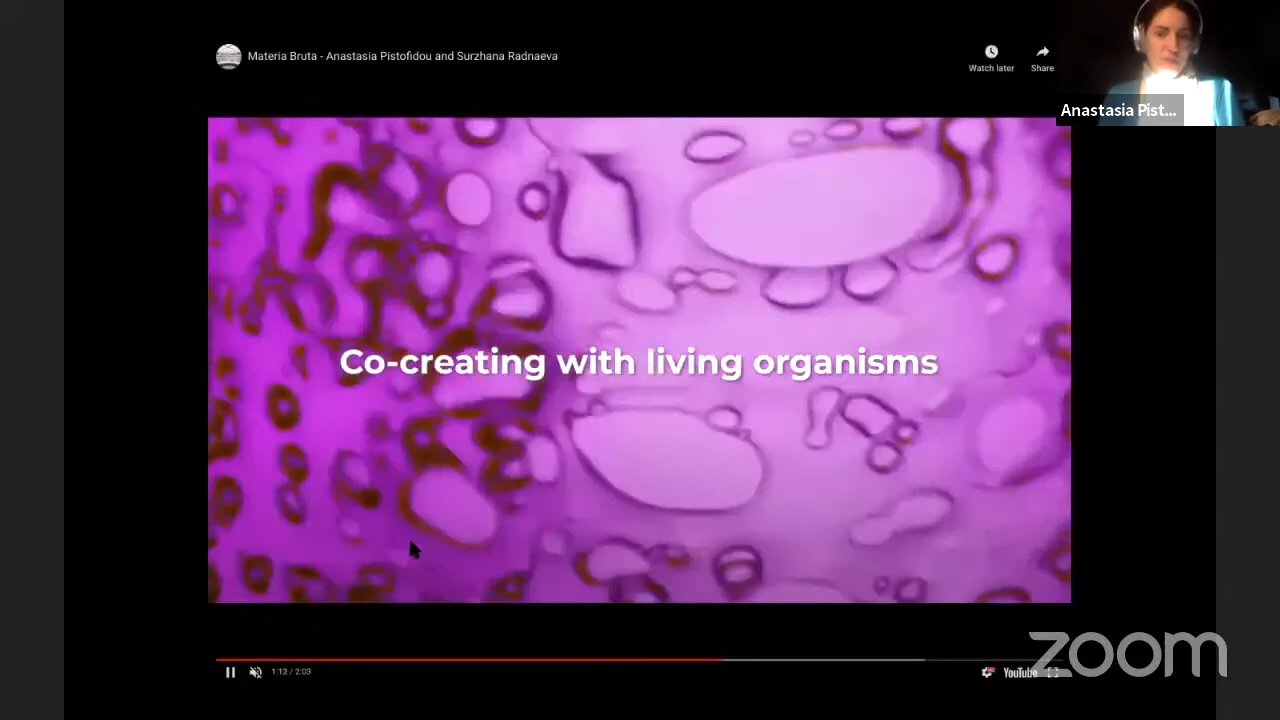 Materia Bruta - Anastasia Pistofidou and Surzhana Radnaeva
Watch later
Share
Anastasia Pist...
Co-creating with living organisms
1:12 / 2:03
YouTube
zoom